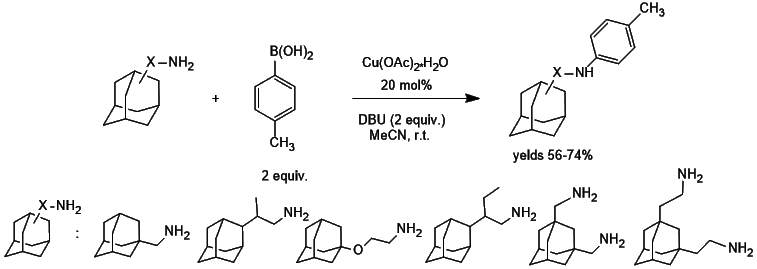 X–NH₂
+
B(OH)₂
CH₃
2 equiv.
Cu(OAc)₂*H₂O
20 mol%
DBU (2 equiv.)
MeCN, r.t.
CH₃
X–NH
yelds 56-74%
X–NH₂
:
NH₂
NH₂
O
NH₂
NH₂
NH₂
NH₂
NH₂
NH₂